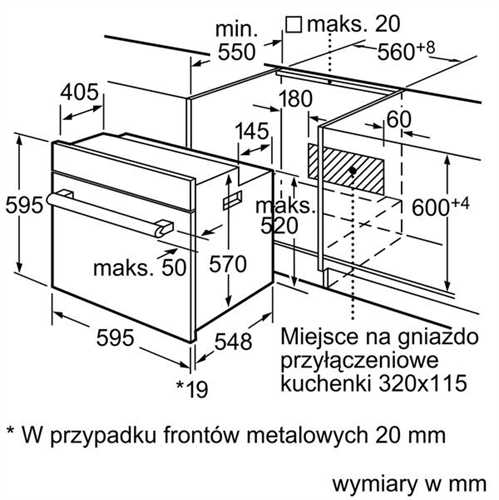 min.
550
□ maks. 20
560+8
405
180
145
60
595
maks.
520
600+4
maks. 50
570
595
548
*19
Miejsce na gniazdo
przyłączeniowe
kuchenki 320x115
* W przypadku frontów metalowych 20 mm
wymiary w mm